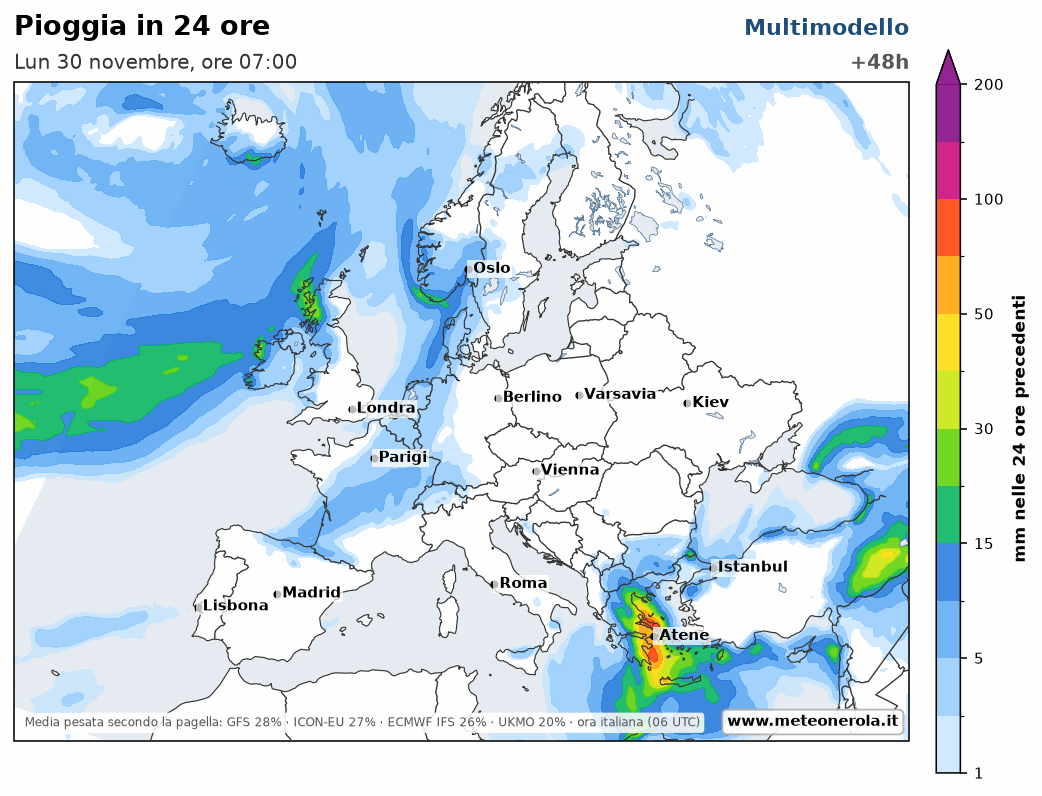 Pioggia in 24 ore
Multimodello
Lun 30 novembre, ore 07:00
+48h
200
100
50
30
15
5
1
mm nelle 24 ore precedenti
Oslo
Berlino
Varsavia
Kiev
Londra
Parigi
Vienna
Istanbul
Roma
Madrid
Lisbona
Atene
Media pesata secondo la pagella: GFS 28% · ICON-EU 27% · ECMWF IFS 26% · UKMO 20% · ora italiana (06 UTC)
www.meteonerola.it